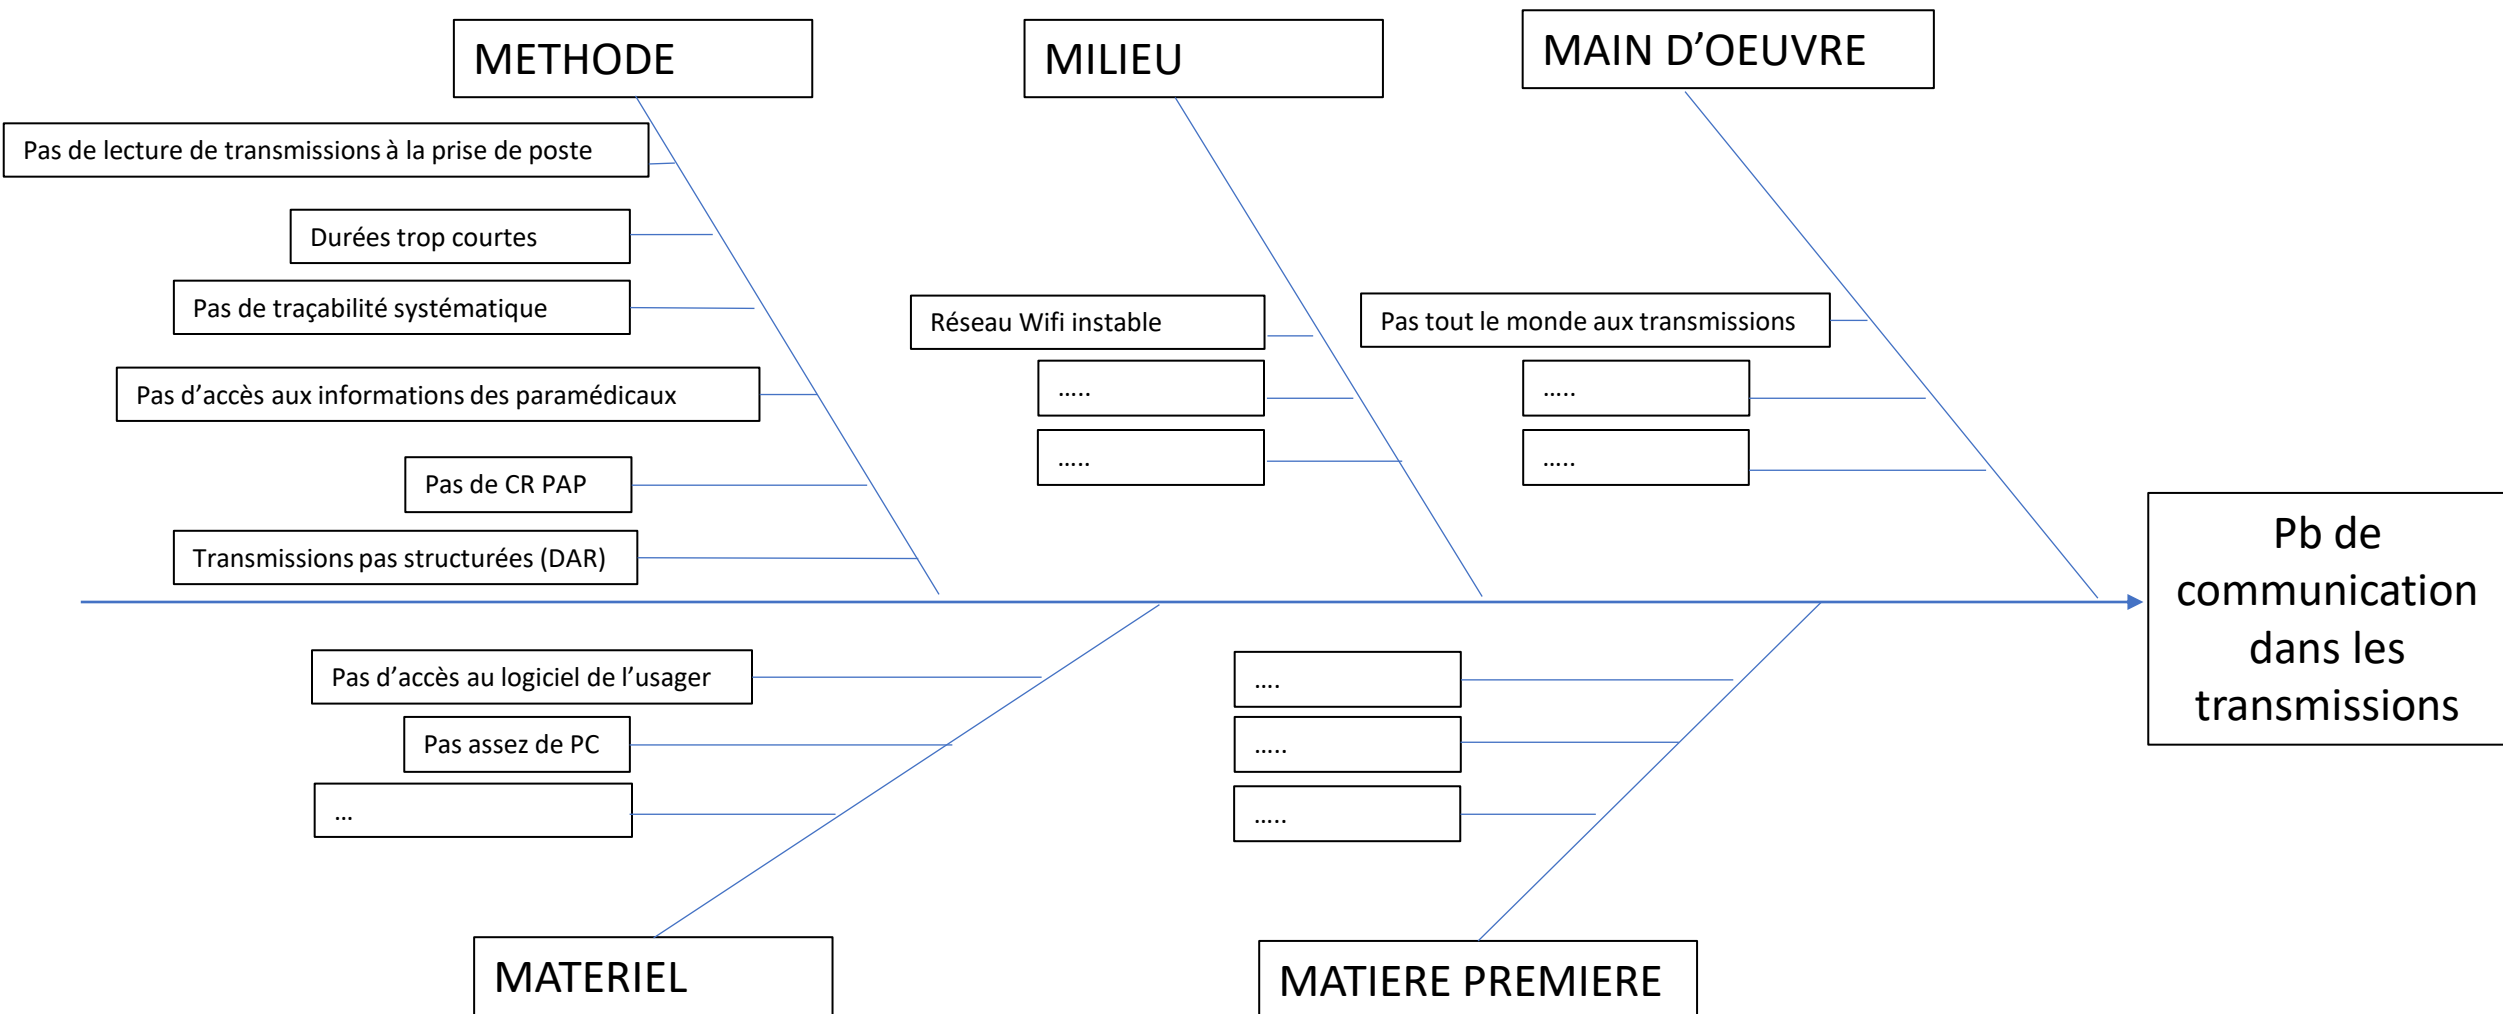 METHODE
MILIEU
MAIN D’OEUVRE
Pas de lecture de transmissions à la prise de poste
Durées trop courtes
Pas de traçabilité systématique
Pas d’accès aux informations des paramédicaux
Pas de CR PAP
Transmissions pas structurées (DAR)
Réseau Wifi instable
…..
…..
Pas tout le monde aux transmissions
…..
…..
Pb de
communication
dans les
transmissions
Pas d’accès au logiciel de l’usager
Pas assez de PC
…
….
…..
…..
MATERIEL
MATIERE PREMIERE